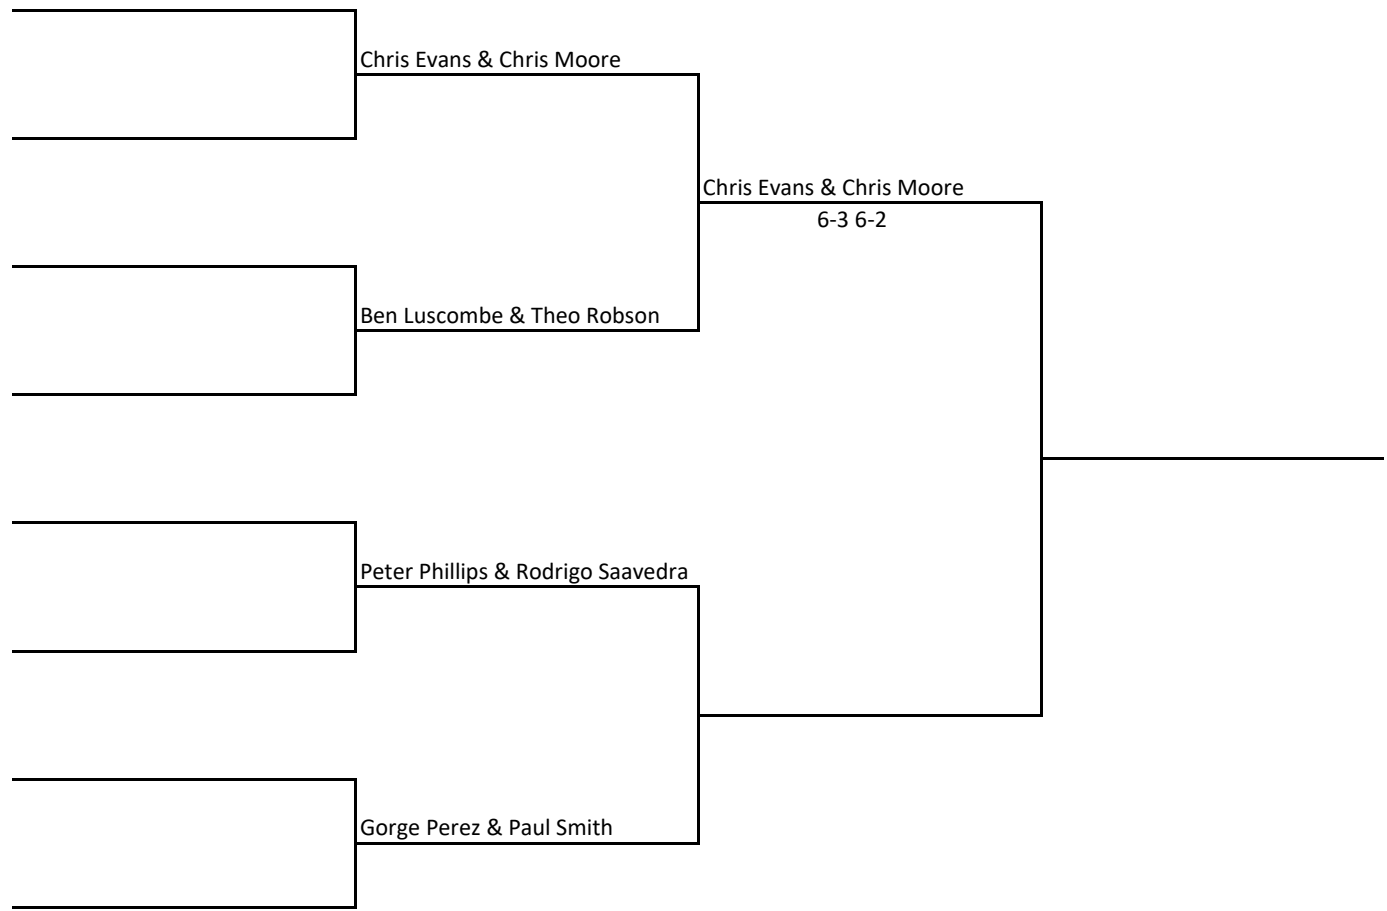 Chris Evans & Chris Moore
Chris Evans & Chris Moore
6-3 6-2
Ben Luscombe & Theo Robson
Peter Phillips & Rodrigo Saavedra
Gorge Perez & Paul Smith